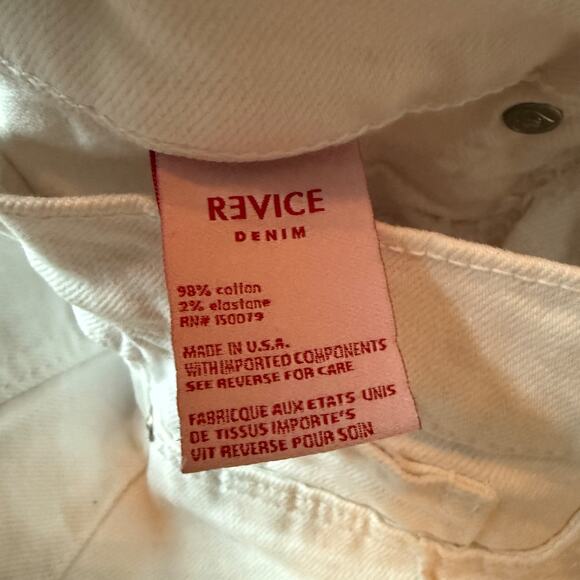 RƎVICE
DENIM
98% cotton
2% elastane
RN# 150079
MADE IN U.S.A.
WITH IMPORTED COMPONENTS
SEE REVERSE FOR CARE
FABRICQUE AUX ETATS UNIS
DE TISSUS IMPORTE'S
VIT REVERSE POUR SOIN